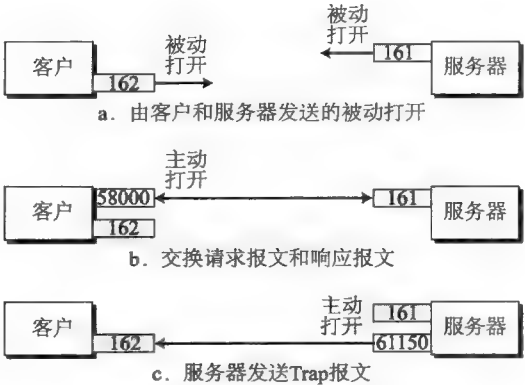 被动
打开
被动
打开
客户
162
161
服务器
a. 由客户和服务器发送的被动打开
主动
打开
客户
58000
162
161
服务器
b. 交换请求报文和响应报文
客户
162
主动
打开
161
61150
服务器
c. 服务器发送Trap报文